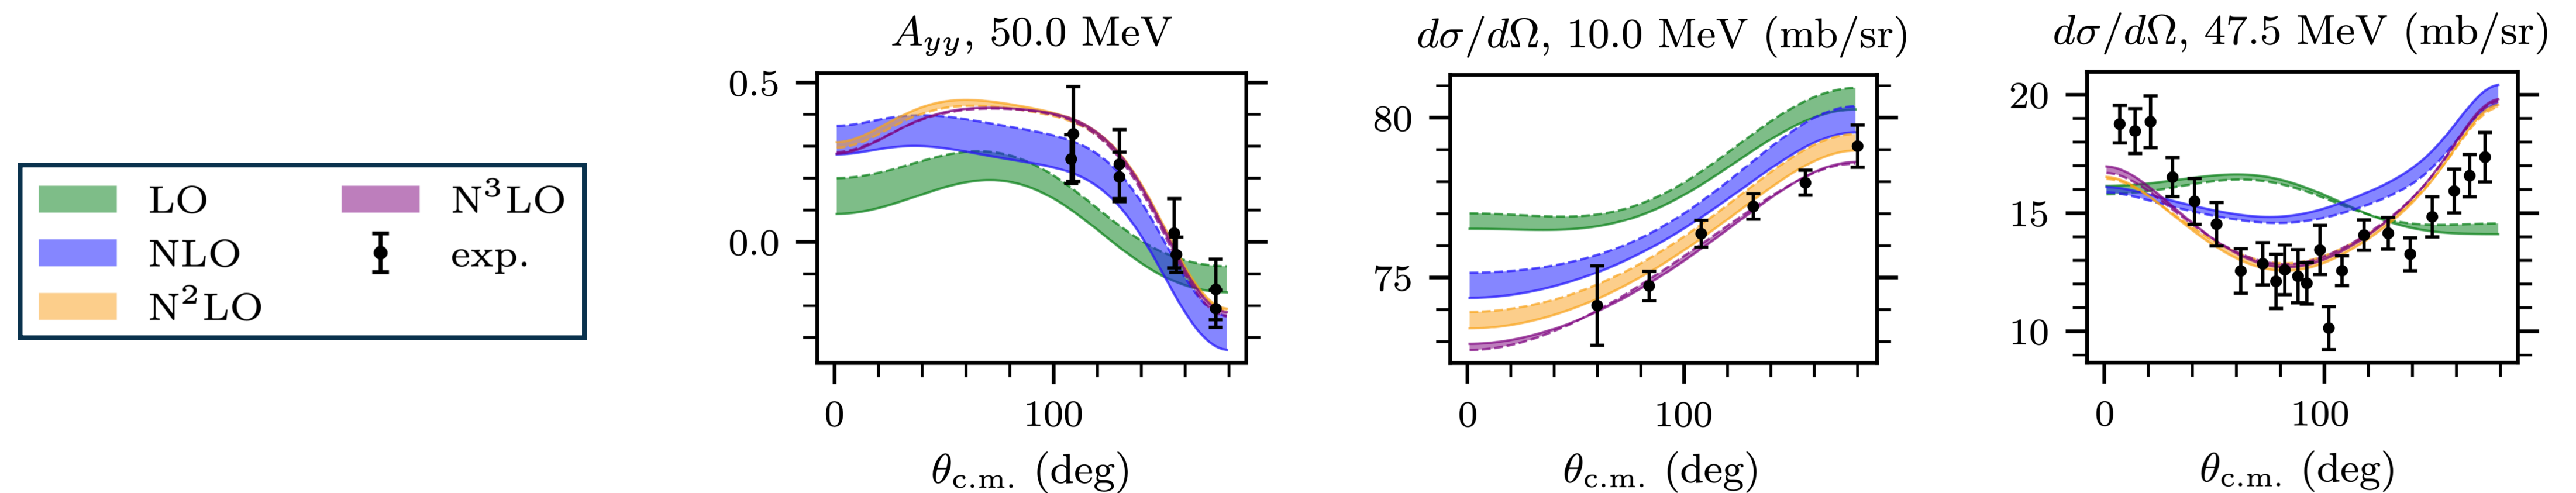 LO
NLO
N²LO
N³LO
exp.
A_yy, 50.0 MeV
0.5
0.0
0 100
θ_c.m. (deg)
dσ/dΩ, 10.0 MeV (mb/sr)
80
75
0 100
θ_c.m. (deg)
dσ/dΩ, 47.5 MeV (mb/sr)
20
15
10
0 100
θ_c.m. (deg)